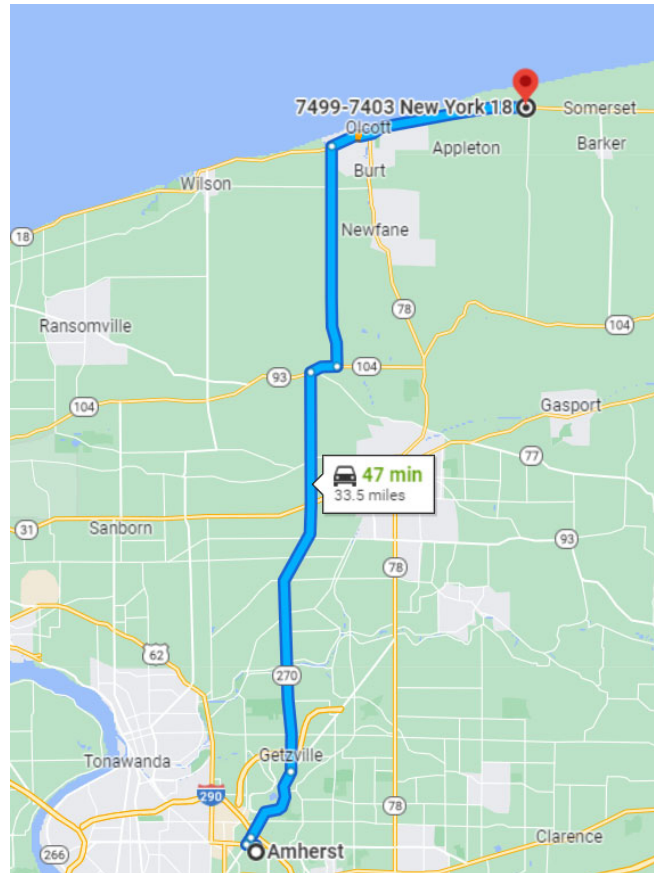 7499-7403 New York 18
Somerset
Olcott
Appleton
Barker
Burt
Wilson
18
Newfane
78
Ransomville
104
93
104
104
Gasport
47 min
33.5 miles
77
31
Sanborn
93
78
62
270
Getzville
Tonawanda
290
78
Clarence
Amherst
266